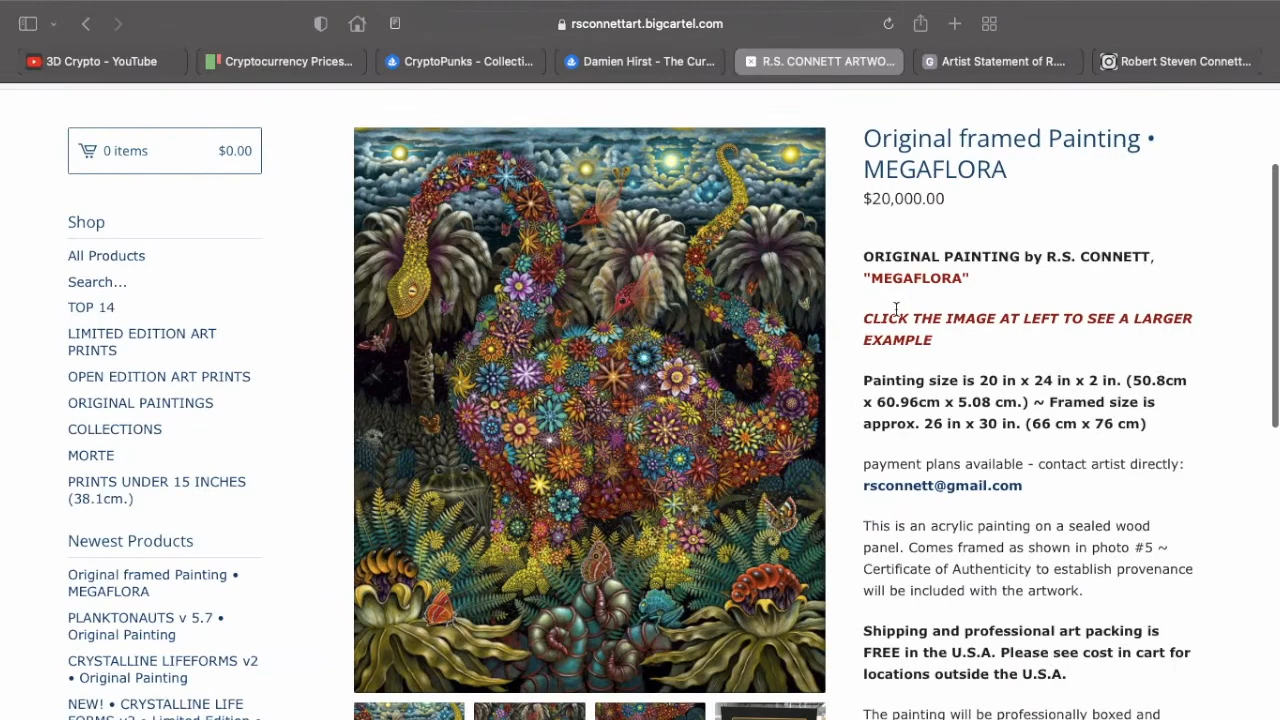 rsconnettart.bigcartel.com
3D Crypto - YouTube
Cryptocurrency Prices...
CryptoPunks - Collecti...
Damien Hirst - The Cur...
R.S. CONNETT ARTWO...
Artist Statement of R....
Robert Steven Connett...
0 items $0.00
Shop
All Products
Search...
TOP 14
LIMITED EDITION ART
PRINTS
OPEN EDITION ART PRINTS
ORIGINAL PAINTINGS
COLLECTIONS
MORTE
PRINTS UNDER 15 INCHES
(38.1cm.)
Newest Products
Original framed Painting •
MEGAFLORA
PLANKTONAUTS v 5.7 •
Original Painting
CRYSTALLINE LIFEFORMS v2
• Original Painting
NEW! • CRYSTALLINE LIFE
FORMS v2 • Limited Edition •
Original framed Painting •
MEGAFLORA
$20,000.00
ORIGINAL PAINTING by R.S. CONNETT,
"MEGAFLORA"
CLICK THE IMAGE AT LEFT TO SEE A LARGER
EXAMPLE
Painting size is 20 in x 24 in x 2 in. (50.8cm
x 60.96cm x 5.08 cm.) ~ Framed size is
approx. 26 in x 30 in. (66 cm x 76 cm)
payment plans available - contact artist directly:
rsconnett@gmail.com
This is an acrylic painting on a sealed wood
panel. Comes framed as shown in photo #5 ~
Certificate of Authenticity to establish provenance
will be included with the artwork.
Shipping and professional art packing is
FREE in the U.S.A. Please see cost in cart for
locations outside the U.S.A.
The painting will be professionally boxed and